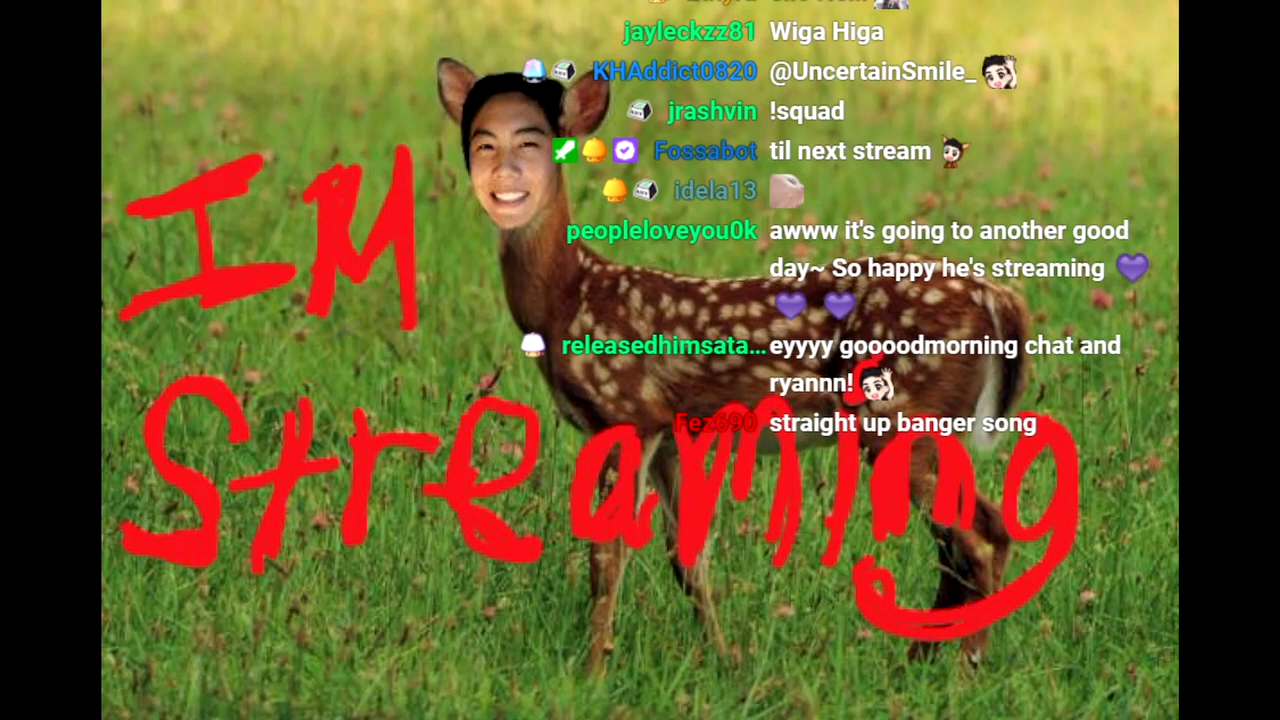 jayleckzz81 Wiga Higa
KHAddict0820 @UncertainSmile_
jrashvin !squad
Fossabot til next stream
idela13
peopleloveyou0k awww it's going to another good
day~ So happy he's streaming
releasedhimsata... eyyyy goooodmorning chat and
ryannn!
Fez690 straight up banger song
IM
Streaming